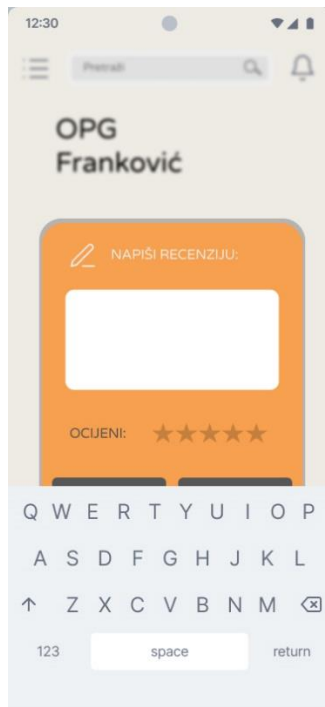 12:30
Pretraži
OPG
Franković
NAPIŠI RECENZIJU:
OCIJENI:
Q W E R T Y U I O P
A S D F G H J K L
Z X C V B N M
123 space return